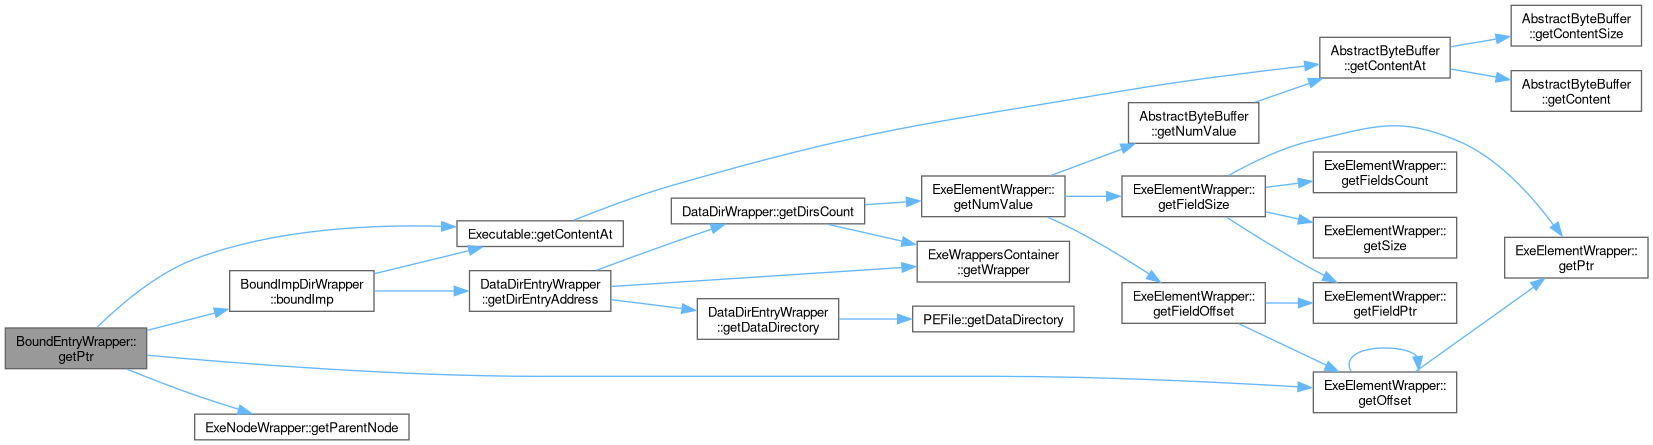 BoundEntryWrapper::
getPtr
BoundImpDirWrapper
::boundImp
ExeNodeWrapper::getParentNode
Executable::getContentAt
DataDirEntryWrapper
::getDirEntryAddress
DataDirWrapper::getDirsCount
DataDirEntryWrapper
::getDataDirectory
ExeElementWrapper::
getNumValue
ExeWrappersContainer
::getWrapper
PEFile::getDataDirectory
AbstractByteBuffer
::getNumValue
ExeElementWrapper::
getFieldSize
ExeElementWrapper::
getFieldOffset
AbstractByteBuffer
::getContentAt
ExeElementWrapper::
getFieldsCount
ExeElementWrapper::
getSize
ExeElementWrapper::
getFieldPtr
ExeElementWrapper::
getOffset
AbstractByteBuffer
::getContentSize
AbstractByteBuffer
::getContent
ExeElementWrapper::
getPtr